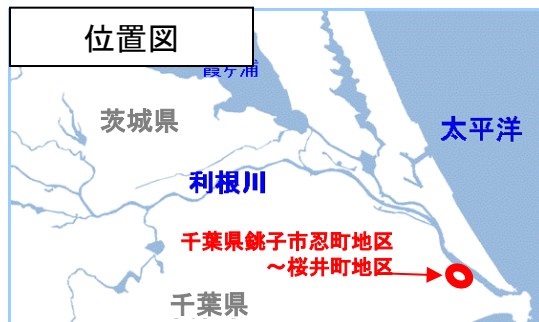 位置図
霞ヶ浦
茨城県
太平洋
利根川
千葉県銚子市忍町地区
～桜井町地区
千葉県